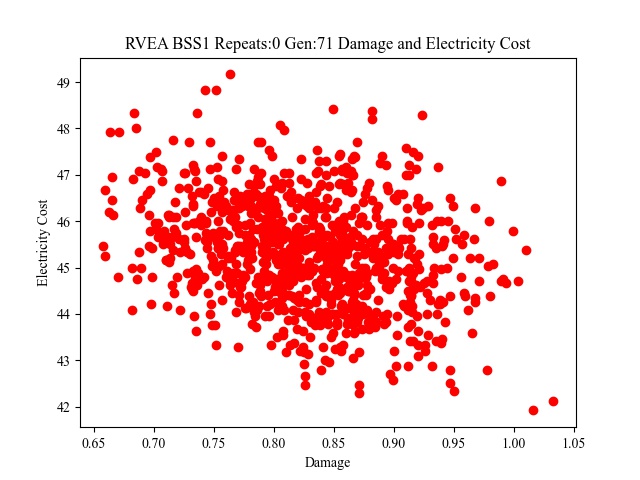 RVEA BSS1 Repeats:0 Gen:71 Damage and Electricity Cost
Electricity Cost
49
48
47
46
45
44
43
42
0.65 0.70 0.75 0.80 0.85 0.90 0.95 1.00 1.05
Damage